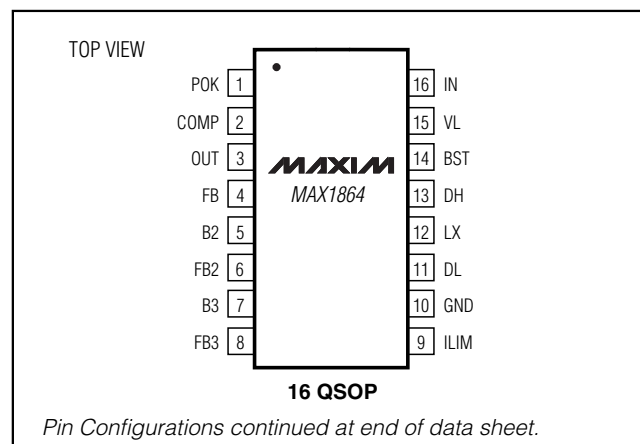 TOP VIEW
POK 1 16 IN
COMP 2 15 VL
OUT 3 MAXIM 14 BST
FB 4 MAX1864 13 DH
B2 5 12 LX
FB2 6 11 DL
B3 7 10 GND
FB3 8 9 ILIM
16 QSOP
Pin Configurations continued at end of data sheet.